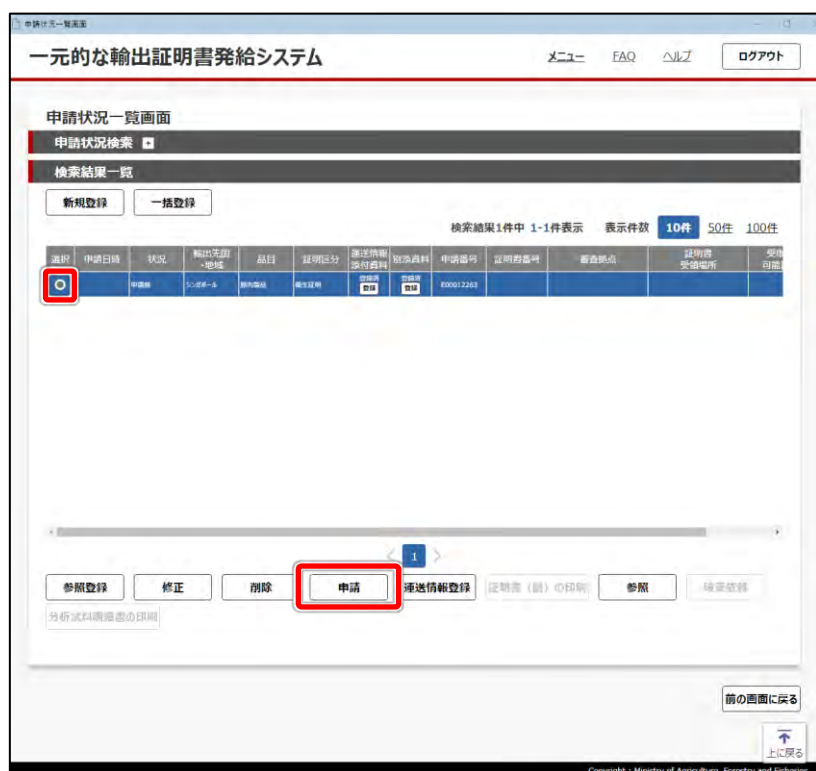 申請状況一覧画面
一元的な輸出証明書発給システム メニュー FAQ ヘルプ ログアウト
申請状況一覧画面
申請状況検索 +
検索結果一覧
新規登録 一括登録
検索結果1件中 1-1件表示 表示件数 10件 50件 100件
選択 申請日時 状況 輸出先国・地域 品目 証明区分 運送情報添付資料 別添資料 申請番号 証明書番号 審査拠点 証明書受領場所
申請前 シンガポール 衛生証明 登録済 登録 登録済 登録 E00012263
< 1 >
参照登録 修正 削除 申請 運送情報登録 証明書（副）の印刷 参照
の印刷
前の画面に戻る
上に戻る
Copyright : Ministry of Agriculture, Forestry and Fisheries